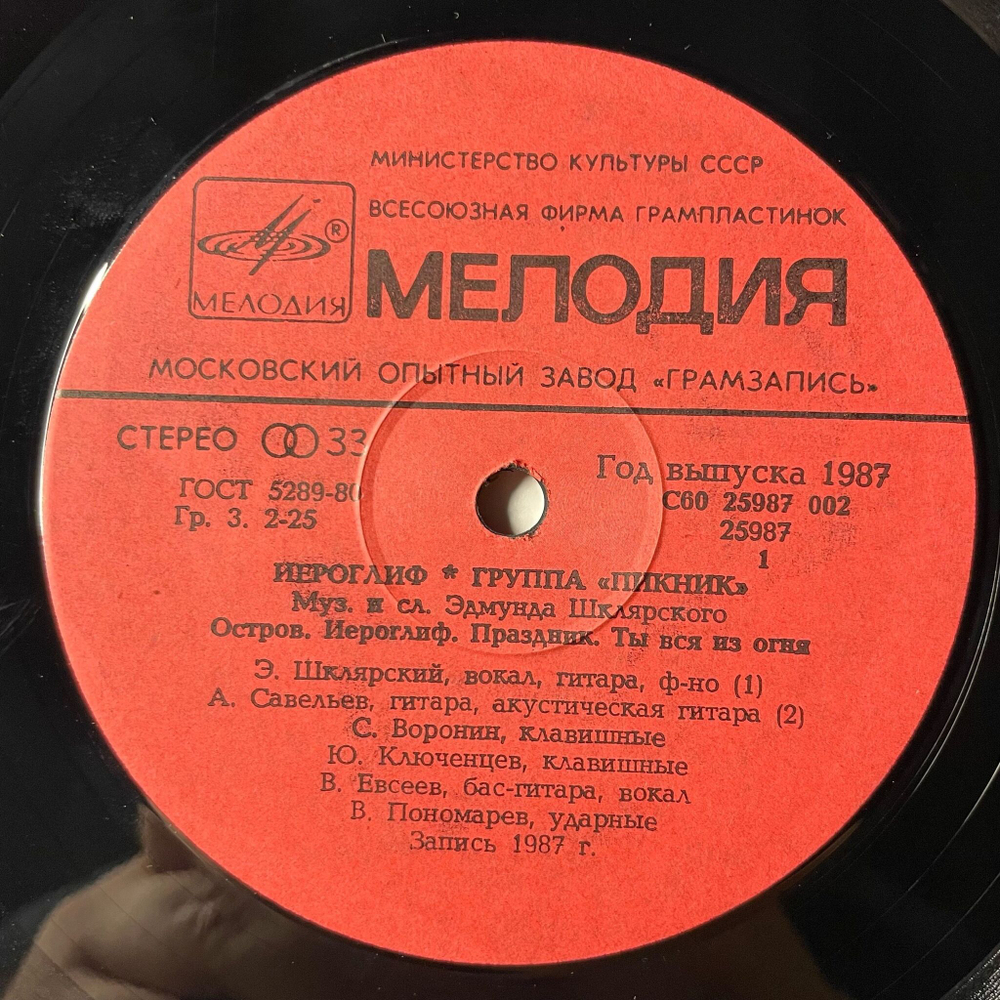 МИНИСТЕРСТВО КУЛЬТУРЫ СССР
ВСЕСОЮЗНАЯ ФИРМА ГРАМПЛАСТИНОК
МЕЛОДИЯ ®
МЕЛОДИЯ
МОСКОВСКИЙ ОПЫТНЫЙ ЗАВОД «ГРАМЗАПИСЬ»
СТЕРЕО 33
ГОСТ 5289-80
Гр. 3. 2-25
Год выпуска 1987
С60 25987 002
25987
1
ИЕРОГЛИФ * ГРУППА «ПИКНИК»
Муз. и сл. Эдмунда Шклярского
Остров. Иероглиф. Праздник. Ты вся из огня
Э. Шклярский, вокал, гитара, ф-но (1)
А. Савельев, гитара, акустическая гитара (2)
С. Воронин, клавишные
Ю. Ключенцев, клавишные
В. Евсеев, бас-гитара, вокал
В. Пономарев, ударные
Запись 1987 г.